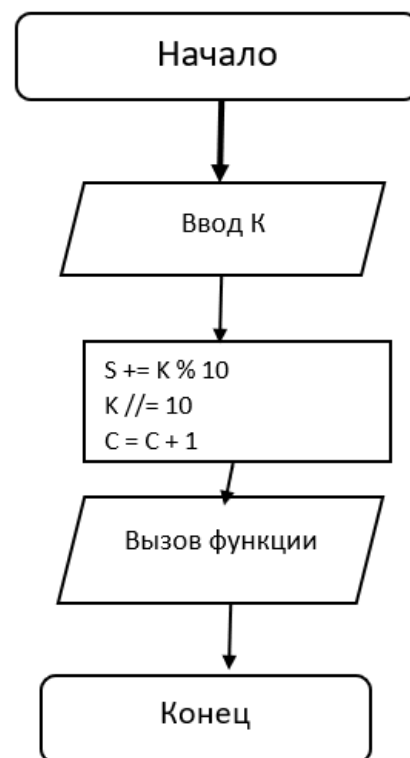 Начало
Ввод К
S += K % 10
K //= 10
C = C + 1
Вызов функции
Конец